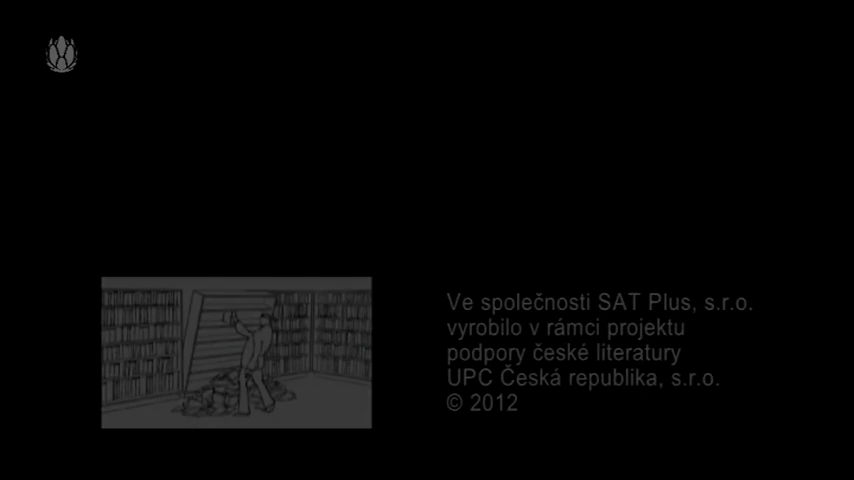 Ve společnosti SAT Plus, s.r.o.
vyrobilo v rámci projektu
podpory české literatury
UPC Česká republika, s.r.o.
© 2012